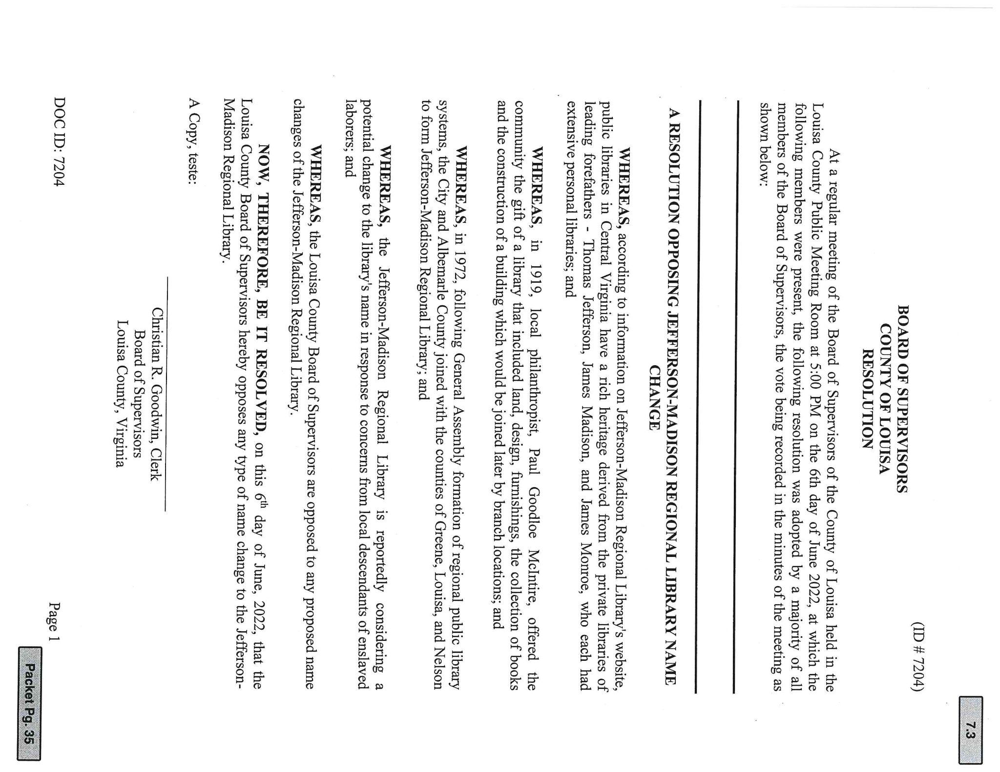 7.3
(ID # 7204)
BOARD OF SUPERVISORS
COUNTY OF LOUISA
RESOLUTION
At a regular meeting of the Board of Supervisors of the County of Louisa held in the
Louisa County Public Meeting Room at 5:00 PM on the 6th day of June 2022, at which the
following members were present, the following resolution was adopted by a majority of all
members of the Board of Supervisors, the vote being recorded in the minutes of the meeting as
shown below:
A RESOLUTION OPPOSING JEFFERSON-MADISON REGIONAL LIBRARY NAME
CHANGE
WHEREAS, according to information on Jefferson-Madison Regional Library's website,
public libraries in Central Virginia have a rich heritage derived from the private libraries of
leading forefathers - Thomas Jefferson, James Madison, and James Monroe, who each had
extensive personal libraries; and
WHEREAS, in 1919, local philanthropist, Paul Goodloe McIntire, offered the
community the gift of a library that included land, design, furnishings, the collection of books
and the construction of a building which would be joined later by branch locations; and
WHEREAS, in 1972, following General Assembly formation of regional public library
systems, the City and Albemarle County joined with the counties of Greene, Louisa, and Nelson
to form Jefferson-Madison Regional Library; and
WHEREAS, the Jefferson-Madison Regional Library is reportedly considering a
potential change to the library's name in response to concerns from local descendants of enslaved
laborers; and
WHEREAS, the Louisa County Board of Supervisors are opposed to any proposed name
changes of the Jefferson-Madison Regional Library.
NOW, THEREFORE, BE IT RESOLVED, on this 6th day of June, 2022, that the
Louisa County Board of Supervisors hereby opposes any type of name change to the Jefferson-
Madison Regional Library.
A Copy, teste:
Christian R. Goodwin, Clerk
Board of Supervisors
Louisa County, Virginia
DOC ID: 7204
Page 1
Packet Pg. 35